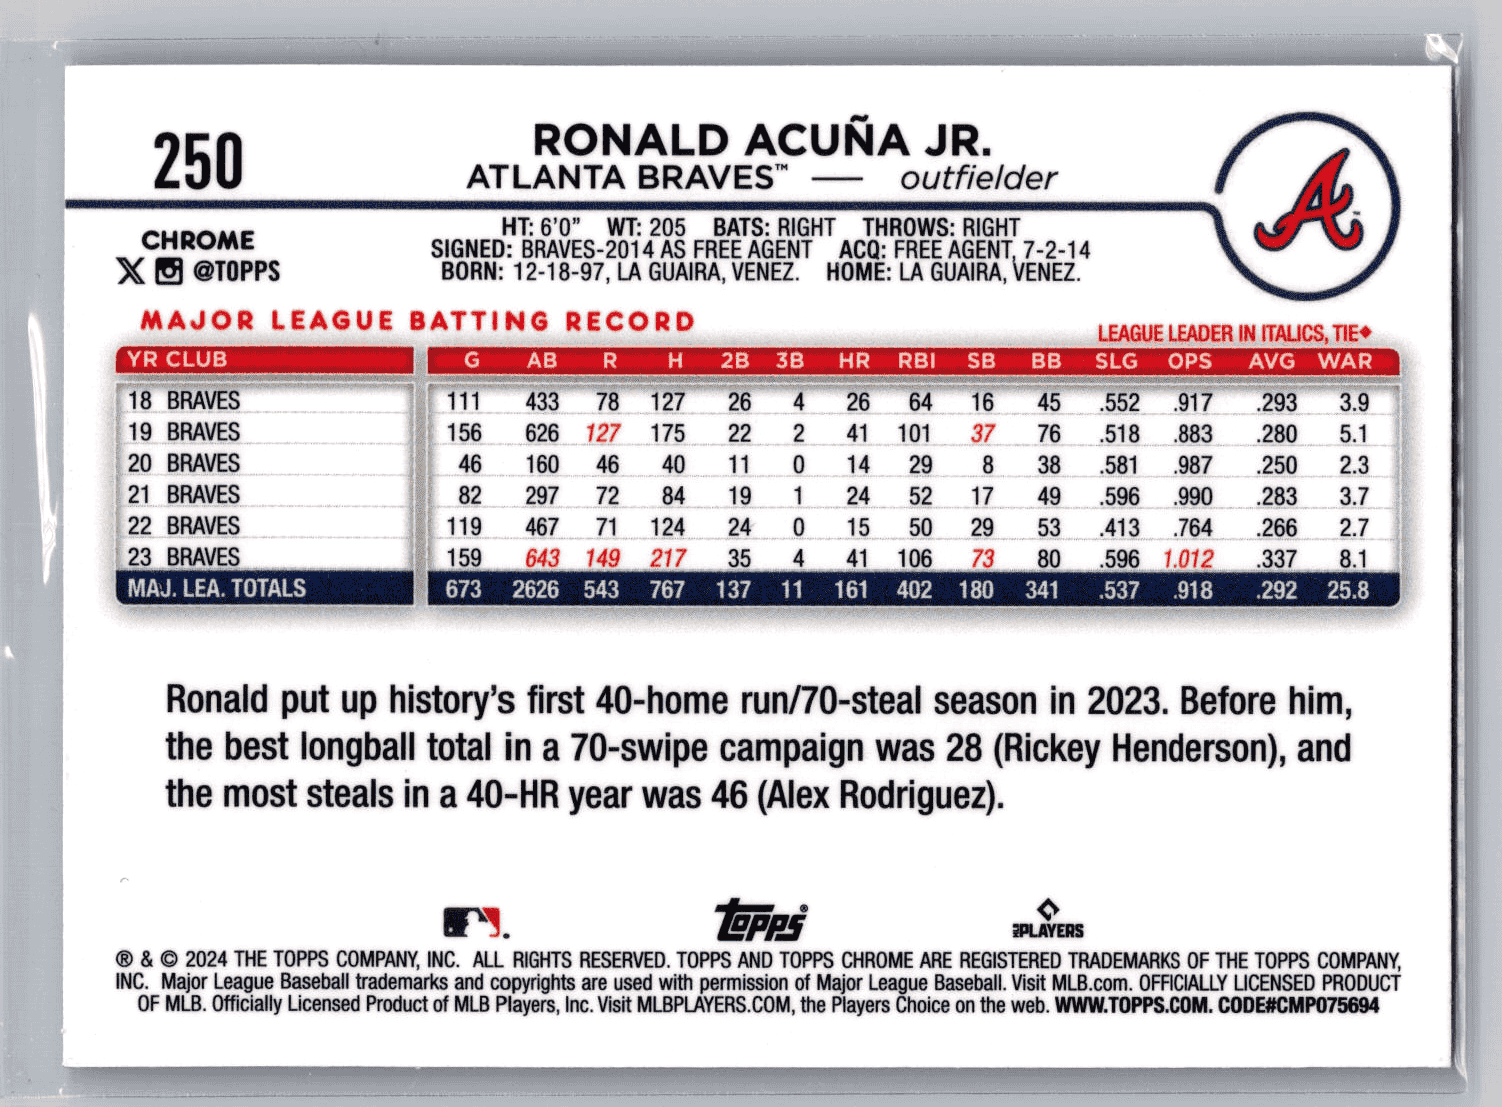 250
RONALD ACUÑA JR.
ATLANTA BRAVES™ — outfielder
CHROME
X @TOPPS
HT: 6'0" WT: 205 BATS: RIGHT THROWS: RIGHT
SIGNED: BRAVES-2014 AS FREE AGENT ACQ: FREE AGENT, 7-2-14
BORN: 12-18-97, LA GUAIRA, VENEZ. HOME: LA GUAIRA, VENEZ.
A
MAJOR LEAGUE BATTING RECORD
LEAGUE LEADER IN ITALICS, TIE◆
YR CLUB G AB R H 2B 3B HR RBI SB BB SLG OPS AVG WAR
18 BRAVES 111 433 78 127 26 4 26 64 16 45 .552 .917 .293 3.9
19 BRAVES 156 626 127 175 22 2 41 101 37 76 .518 .883 .280 5.1
20 BRAVES 46 160 46 40 11 0 14 29 8 38 .581 .987 .250 2.3
21 BRAVES 82 297 72 84 19 1 24 52 17 49 .596 .990 .283 3.7
22 BRAVES 119 467 71 124 24 0 15 50 29 53 .413 .764 .266 2.7
23 BRAVES 159 643 149 217 35 4 41 106 73 80 .596 1.012 .337 8.1
MAJ. LEA. TOTALS 673 2626 543 767 137 11 161 402 180 341 .537 .918 .292 25.8
Ronald put up history's first 40-home run/70-steal season in 2023. Before him,
the best longball total in a 70-swipe campaign was 28 (Rickey Henderson), and
the most steals in a 40-HR year was 46 (Alex Rodriguez).
Topps®
MLB PLAYERS
® & © 2024 THE TOPPS COMPANY, INC. ALL RIGHTS RESERVED. TOPPS AND TOPPS CHROME ARE REGISTERED TRADEMARKS OF THE TOPPS COMPANY,
INC. Major League Baseball trademarks and copyrights are used with permission of Major League Baseball. Visit MLB.com. OFFICIALLY LICENSED PRODUCT
OF MLB. Officially Licensed Product of MLB Players, Inc. Visit MLBPLAYERS.COM, the Players Choice on the web. WWW.TOPPS.COM. CODE#CMP075694